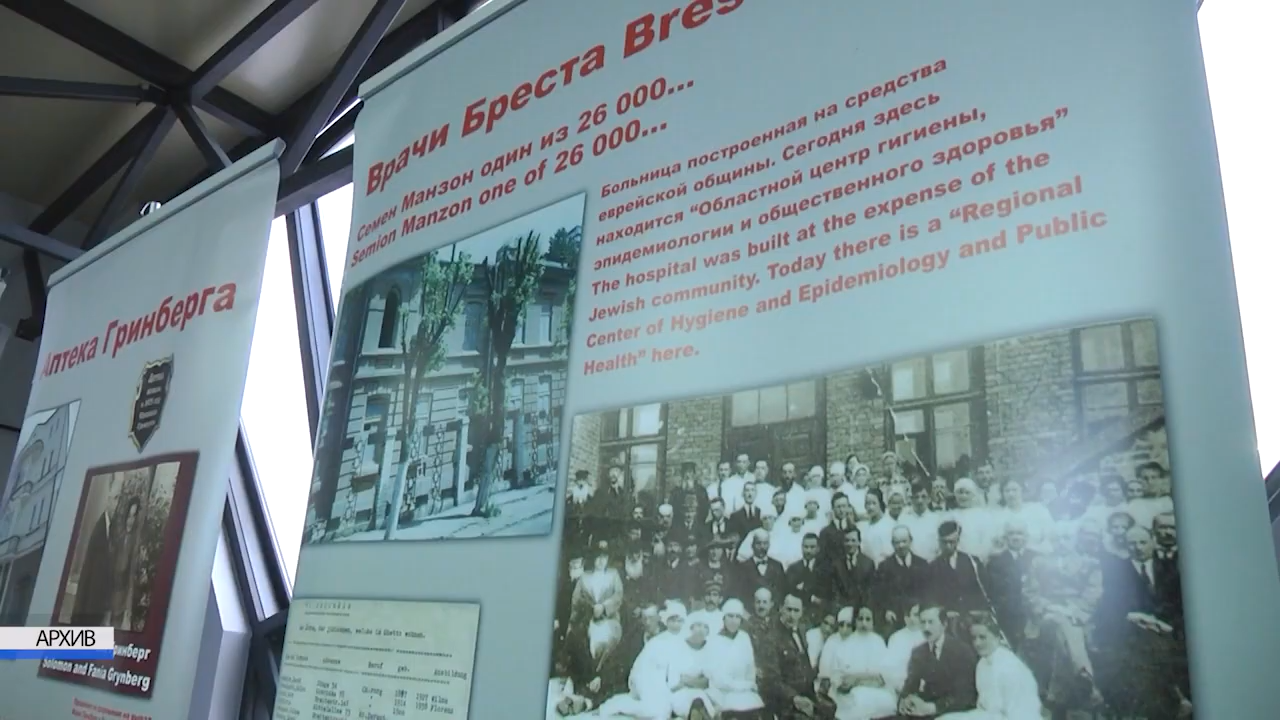 Врачи Бреста Bres
Семен Манзон один из 26 000...
Semion Manzon one of 26 000...
Больница построенная на средства
еврейской общины. Сегодня здесь
находится “Областной центр гигиены,
эпидемиологии и общественного здоровья”
The hospital was built at the expense of the
Jewish community. Today there is a “Regional
Center of Hygiene and Epidemiology and Public
Health” here.
Аптека Гринберга
АРХИВ
Гринберг
Solomon and Fania Grynberg